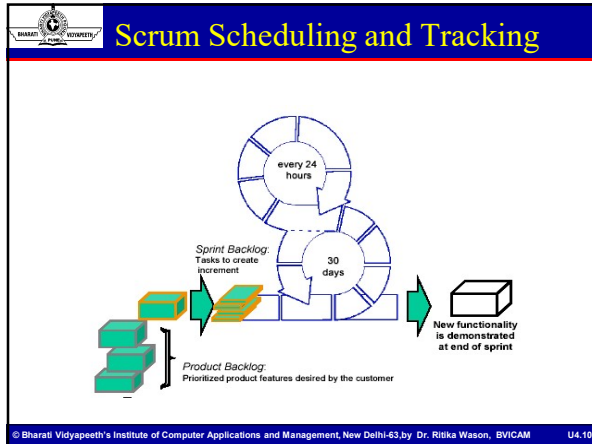 BHARATI VIDYAPEETH
PUNE
Scrum Scheduling and Tracking
every 24
hours
Sprint Backlog:
Tasks to create
increment
30
days
New functionality
is demonstrated
at end of sprint
Product Backlog:
Prioritized product features desired by the customer
© Bharati Vidyapeeth's Institute of Computer Applications and Management, New Delhi-63,by Dr. Ritika Wason, BVICAM U4.10